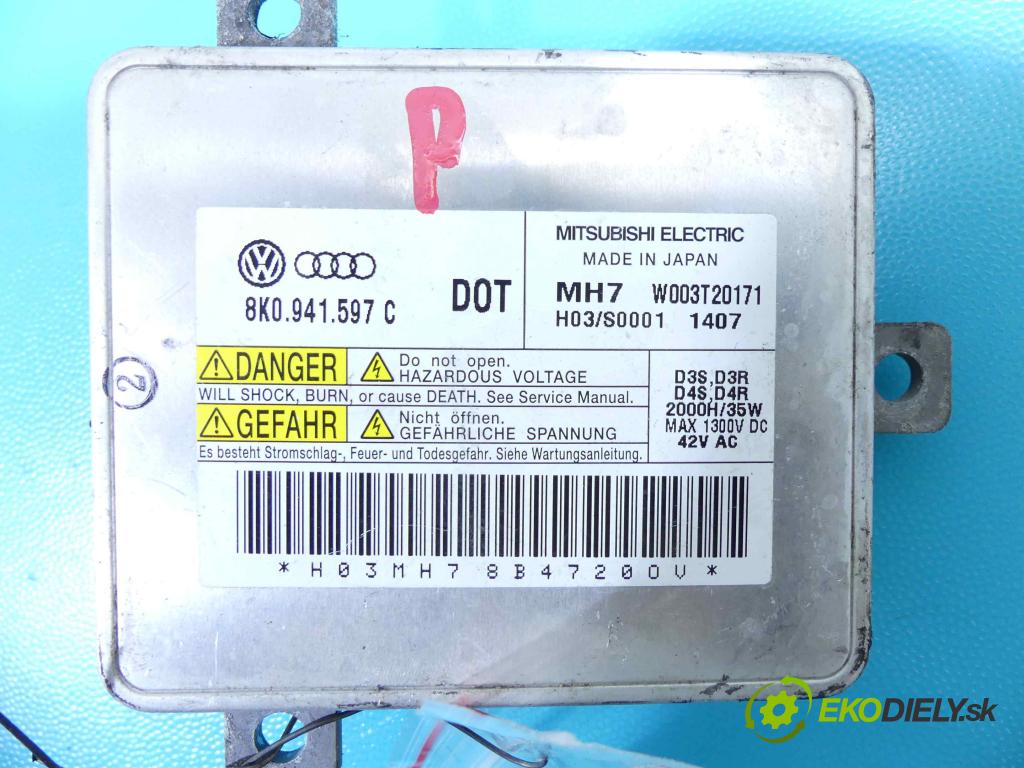 P
8K0.941.597 C
DOT
MITSUBISHI ELECTRIC
MADE IN JAPAN
MH7 W003T20171
H03/S0001 1407
DANGER Do not open.
HAZARDOUS VOLTAGE
WILL SHOCK, BURN, or cause DEATH. See Service Manual.
GEFAHR Nicht öffnen.
GEFÄHRLICHE SPANNUNG
Es besteht Stromschlag-, Feuer- und Todesgefahr. Siehe Wartungsanleitung.
D3S,D3R
D4S,D4R
2000H/35W
MAX 1300V DC
42V AC
2
*H03MH78B47200V*
EKODIELY.sk